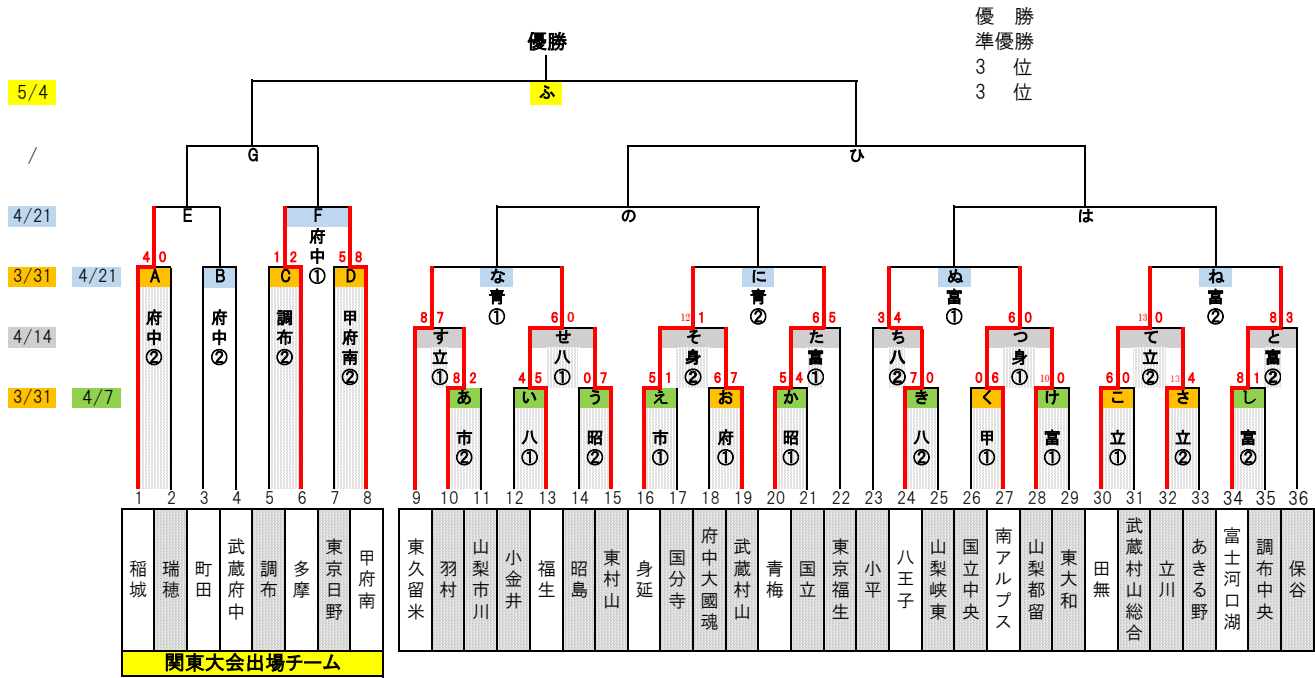 優　勝
準優勝
3　位
3　位
優勝
5/4
ふ
/
G
ひ
4/21
E
F
の
は
府中①
4 0
1 2
5 8
3/31
4/21
A
B
C
D
な
に
ぬ
ね
府中②
府中②
調布②
甲府南②
青①
青②
富①
富②
8 7
6 0
12 1
6 5
3 4
6 0
13 0
8 3
4/14
す
せ
そ
た
ち
つ
て
と
立①
八①
身②
富①
八②
身①
立②
富②
8 2
4 5
0 7
5 1
6 7
5 4
7 0
0 6
10 0
6 0
13 4
8 1
3/31
4/7
あ
い
う
え
お
か
き
く
け
こ
さ
し
市②
八①
昭②
市①
府①
昭①
八②
甲①
富①
立①
立②
富②
1 2 3 4 5 6 7 8 9 10 11 12 13 14 15 16 17 18 19 20 21 22 23 24 25 26 27 28 29 30 31 32 33 34 35 36
稲城
瑞穂
町田
武蔵府中
調布
多摩
東京日野
甲府南
東久留米
羽村
山梨市川
小金井
福生
昭島
東村山
身延
国分寺
府中大國魂
武蔵村山
青梅
国立
東京福生
小平
八王子
山梨峡東
国立中央
南アルプス
山梨都留
東大和
田無
武蔵村山総合
立川
あきる野
富士河口湖
調布中央
保谷
関東大会出場チーム